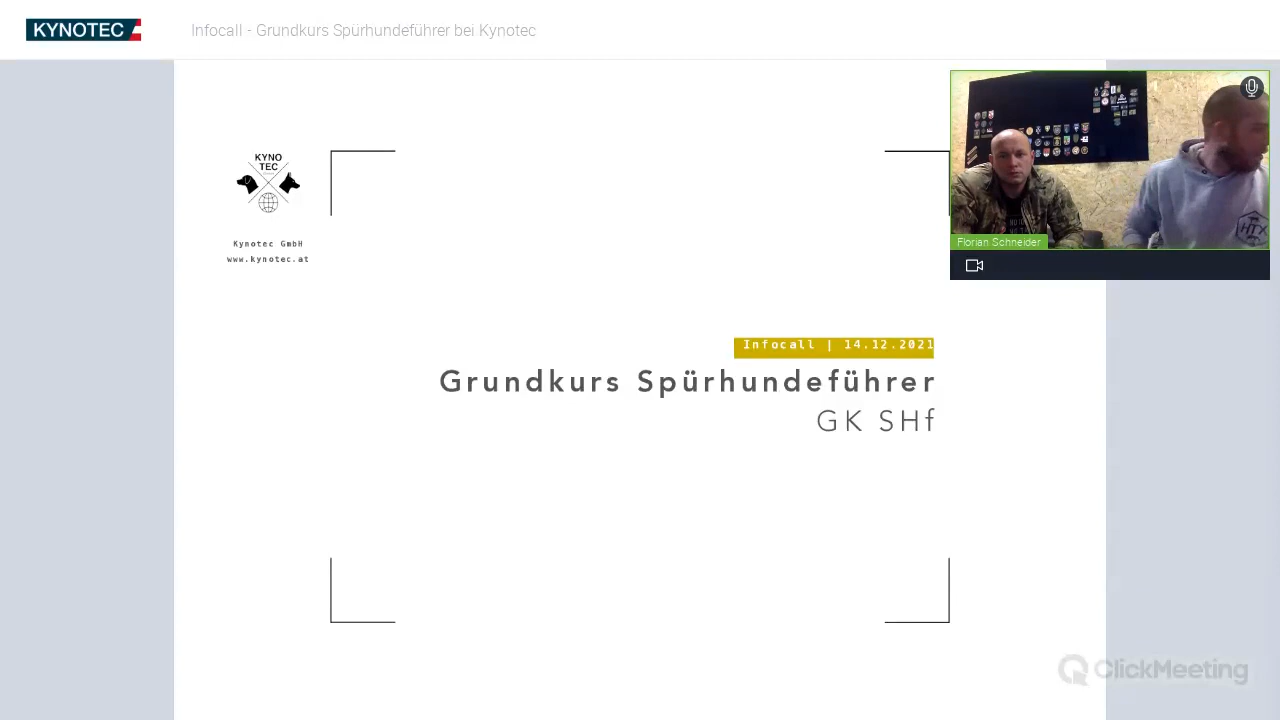 KYNOTEC
Infocall - Grundkurs Spürhundeführer bei Kynotec
KYNO
TEC
Kynotec GmbH
www.kynotec.at
Florian Schneider
HTX
Infocall | 14.12.2021
Grundkurs Spürhundeführer
GK SHf
ClickMeeting